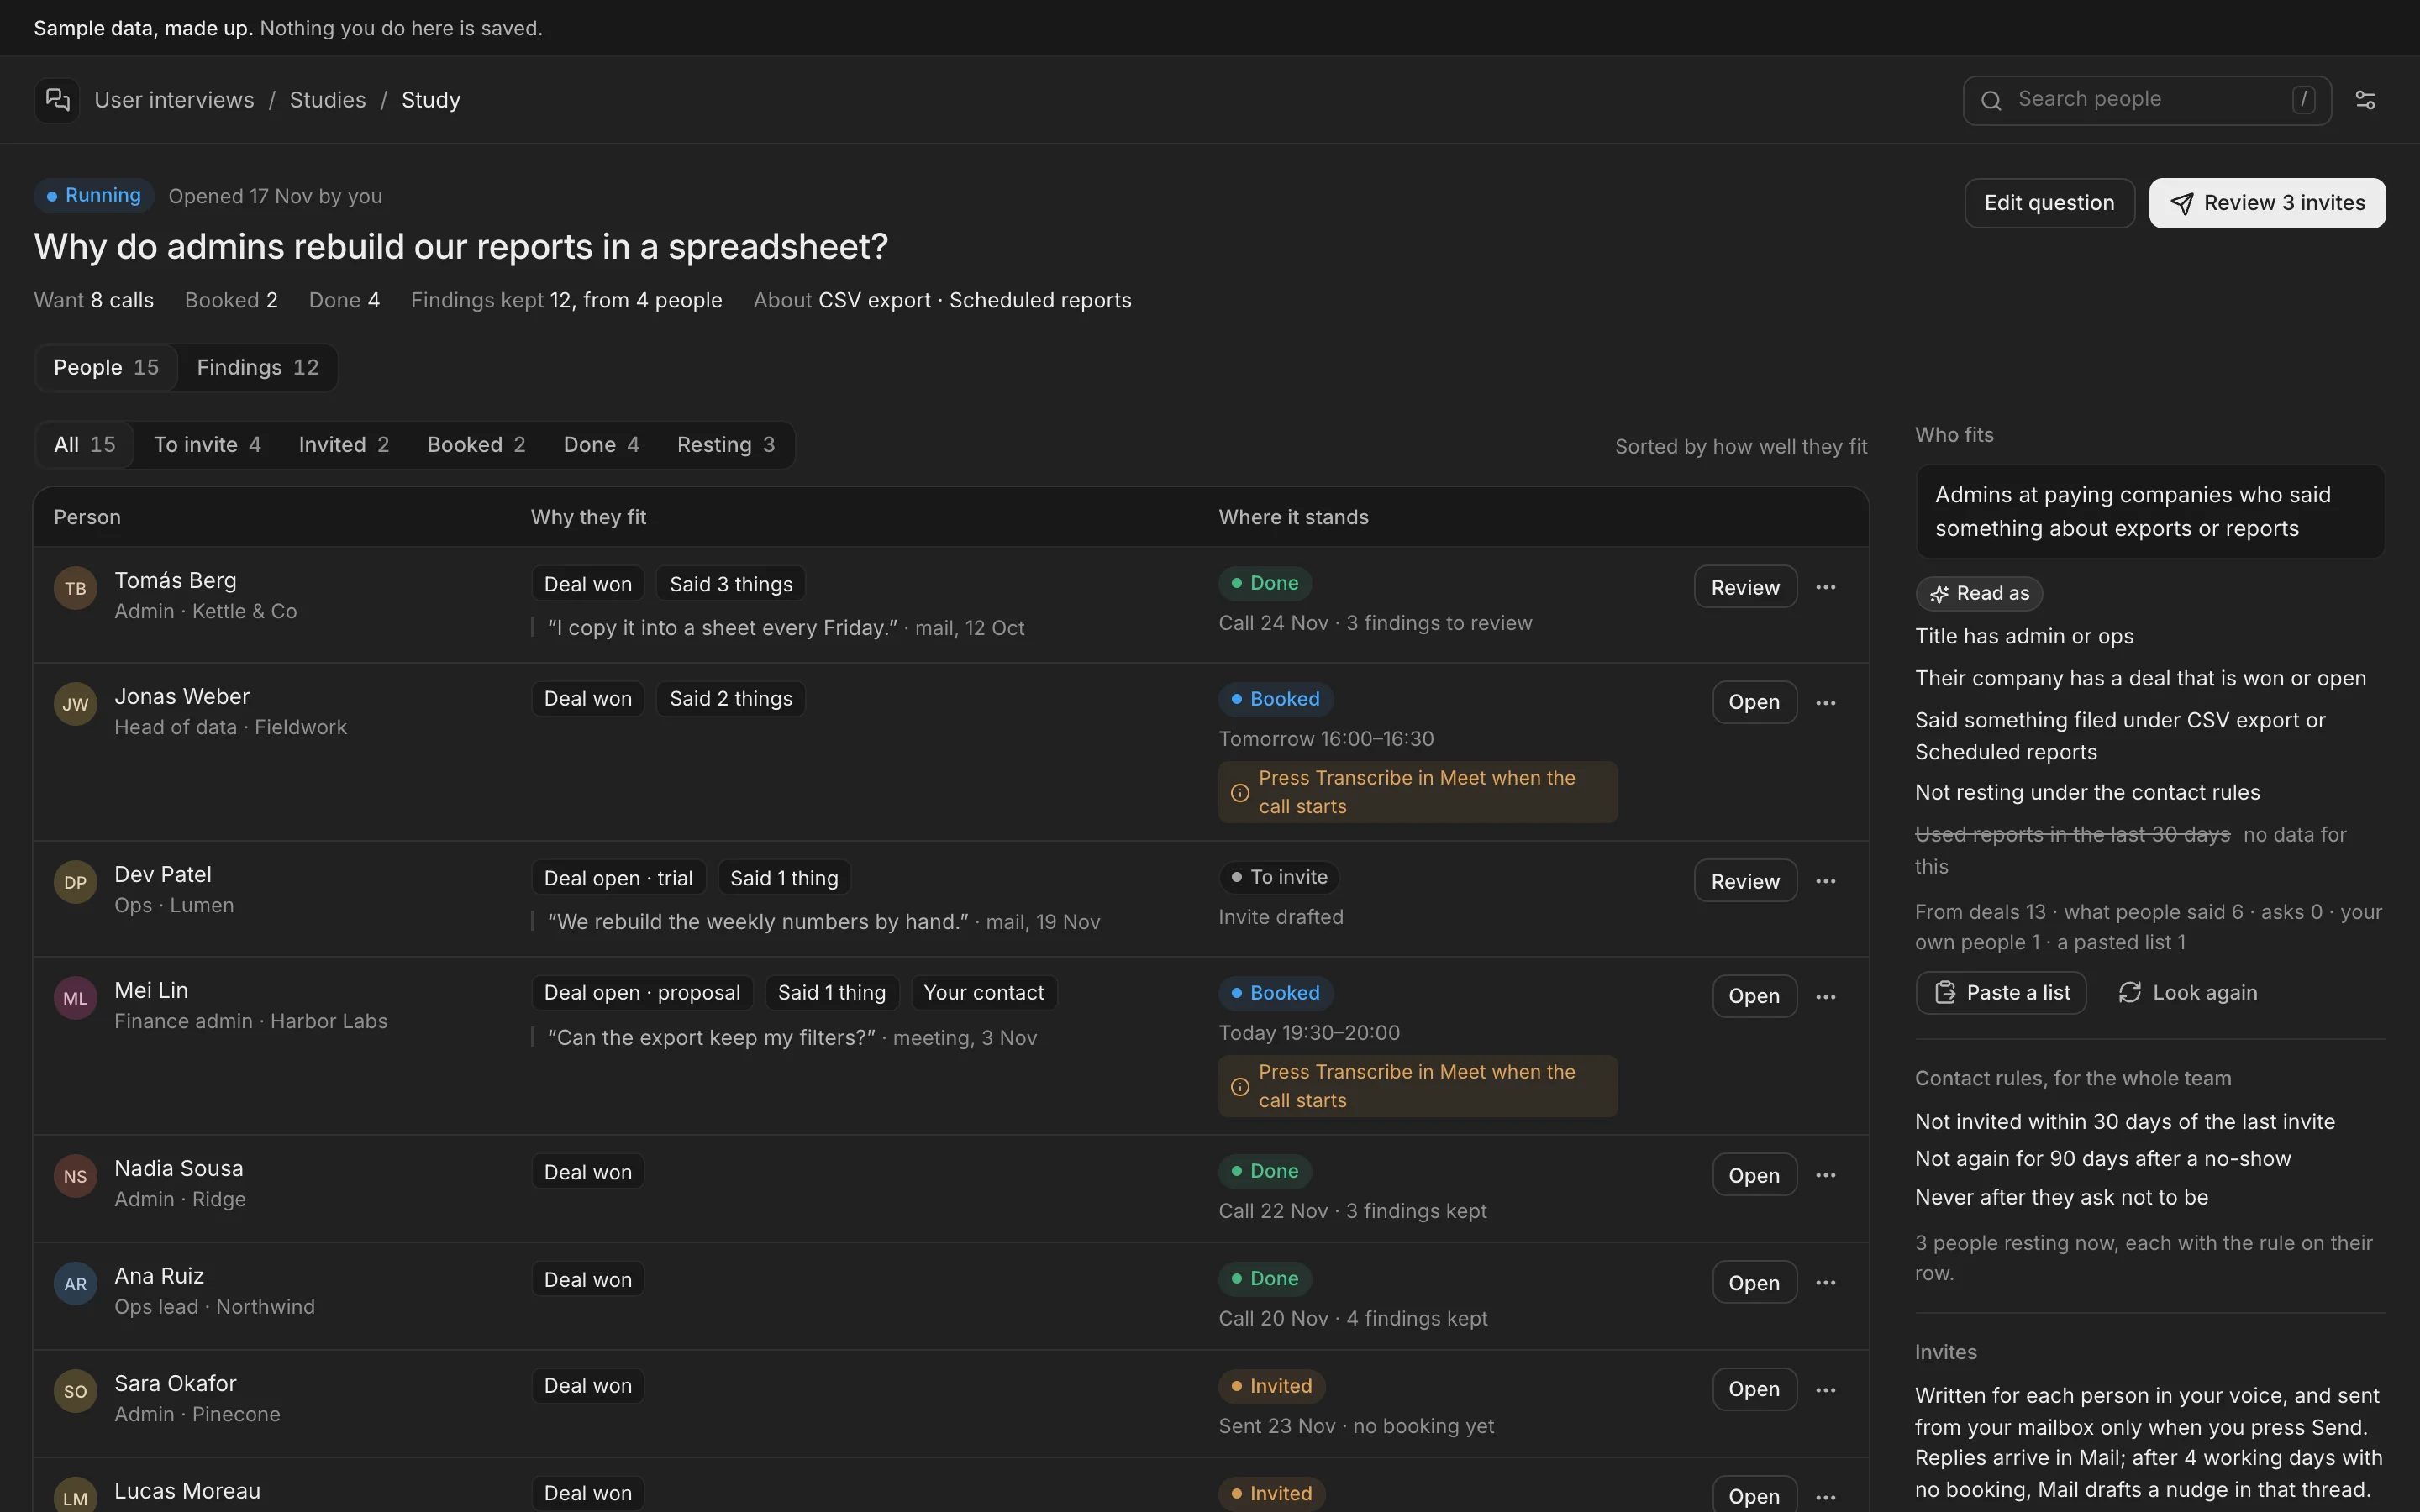 Sample data, made up. Nothing you do here is saved.
User interviews / Studies / Study
Search people /
Running Opened 17 Nov by you
Edit question
Review 3 invites
Why do admins rebuild our reports in a spreadsheet?
Want 8 calls Booked 2 Done 4 Findings kept 12, from 4 people About CSV export · Scheduled reports
People 15 Findings 12
All 15 To invite 4 Invited 2 Booked 2 Done 4 Resting 3
Sorted by how well they fit
Person Why they fit Where it stands
TB Tomás Berg
Admin · Kettle & Co
Deal won Said 3 things
“I copy it into a sheet every Friday.” · mail, 12 Oct
Done
Call 24 Nov · 3 findings to review
Review
JW Jonas Weber
Head of data · Fieldwork
Deal won Said 2 things
Booked
Tomorrow 16:00–16:30
Press Transcribe in Meet when the
call starts
Open
DP Dev Patel
Ops · Lumen
Deal open · trial Said 1 thing
“We rebuild the weekly numbers by hand.” · mail, 19 Nov
To invite
Invite drafted
Review
ML Mei Lin
Finance admin · Harbor Labs
Deal open · proposal Said 1 thing Your contact
“Can the export keep my filters?” · meeting, 3 Nov
Booked
Today 19:30–20:00
Press Transcribe in Meet when the
call starts
Open
NS Nadia Sousa
Admin · Ridge
Deal won
Done
Call 22 Nov · 3 findings kept
Open
AR Ana Ruiz
Ops lead · Northwind
Deal won
Done
Call 20 Nov · 4 findings kept
Open
SO Sara Okafor
Admin · Pinecone
Deal won
Invited
Sent 23 Nov · no booking yet
Open
LM Lucas Moreau
Deal won
Invited
Open
Who fits
Admins at paying companies who said
something about exports or reports
Read as
Title has admin or ops
Their company has a deal that is won or open
Said something filed under CSV export or
Scheduled reports
Not resting under the contact rules
Used reports in the last 30 days no data for
this
From deals 13 · what people said 6 · asks 0 · your
own people 1 · a pasted list 1
Paste a list Look again
Contact rules, for the whole team
Not invited within 30 days of the last invite
Not again for 90 days after a no-show
Never after they ask not to be
3 people resting now, each with the rule on their
row.
Invites
Written for each person in your voice, and sent
from your mailbox only when you press Send.
Replies arrive in Mail; after 4 working days with
no booking, Mail drafts a nudge in that thread.